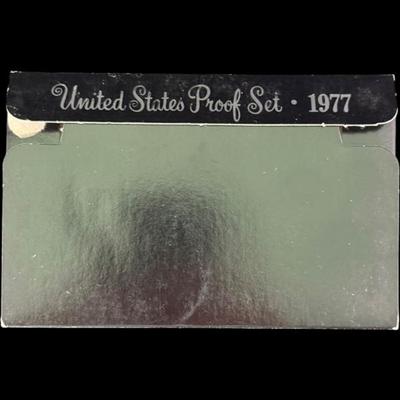 United States Proof Set · 1977